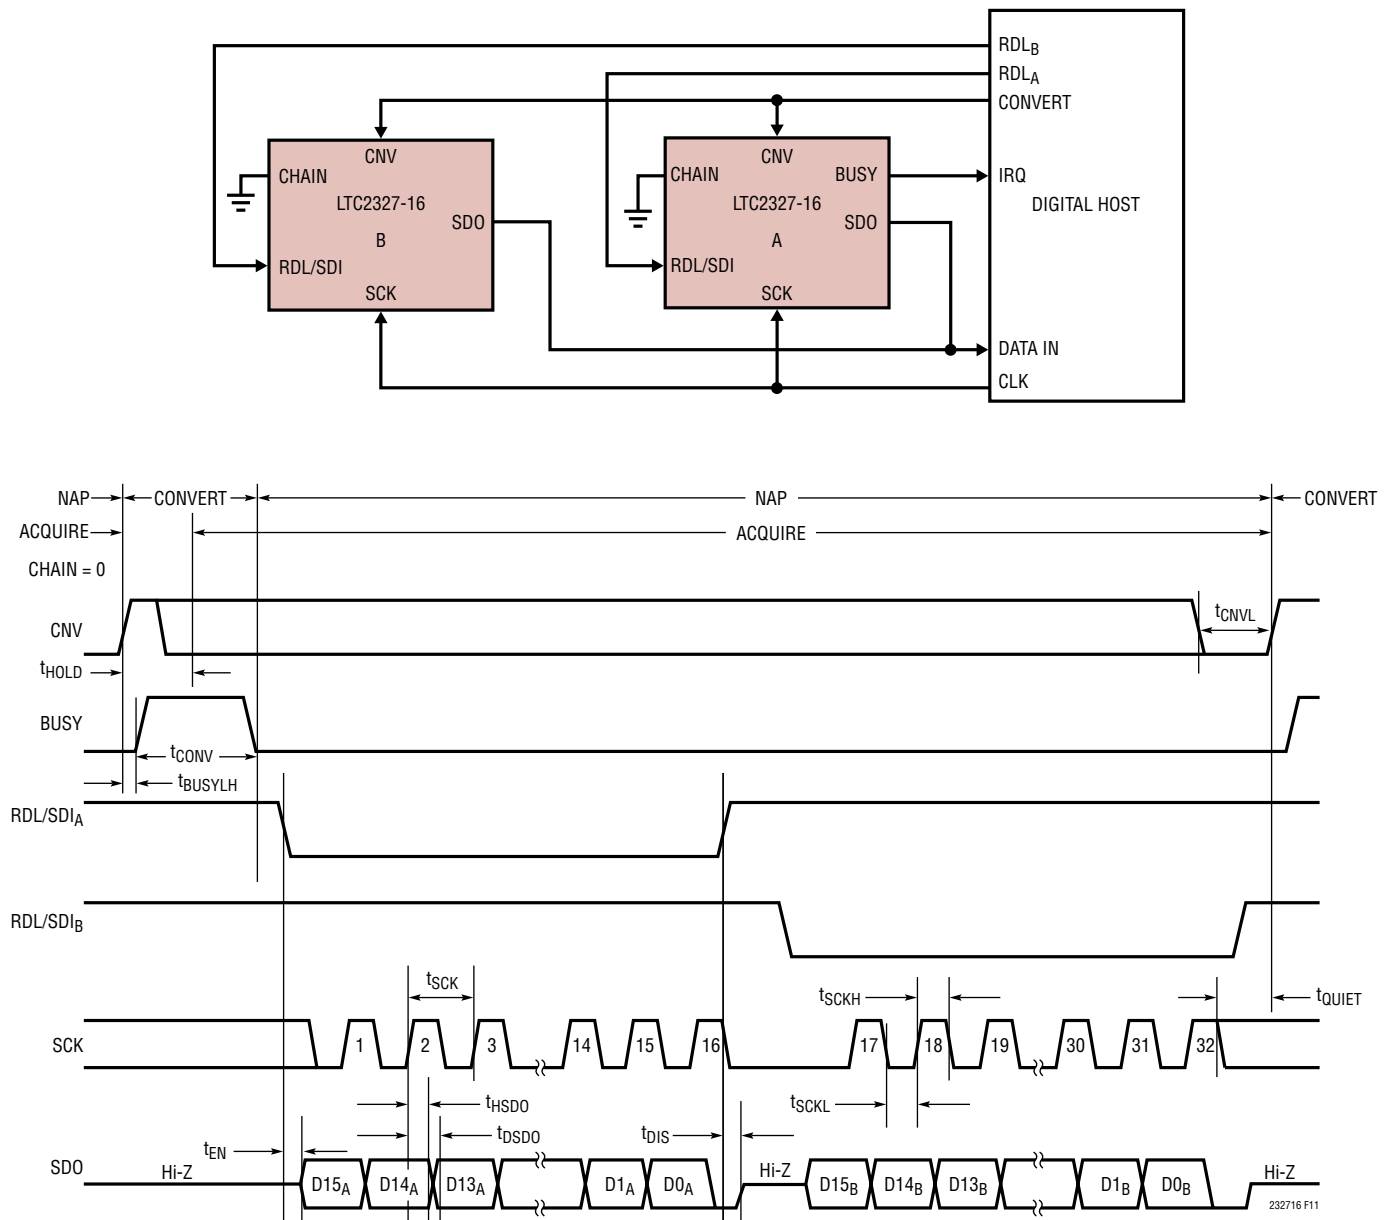 RDLB
RDLA
CONVERT
CNV
CNV
CHAIN
CHAIN
BUSY
IRQ
LTC2327-16
LTC2327-16
DIGITAL HOST
SDO
SDO
B
A
RDL/SDI
RDL/SDI
SCK
SCK
DATA IN
CLK
NAP
CONVERT
NAP
CONVERT
ACQUIRE
ACQUIRE
CHAIN = 0
CNV
tCNVL
tHOLD
BUSY
tCONV
tBUSYLH
RDL/SDIA
RDL/SDIB
tSCK
tSCKH
tQUIET
SCK
1 2 3 14 15 16 17 18 19 30 31 32
tHSDO
tSCKL
tEN
tDSDO
tDIS
SDO
Hi-Z D15A D14A D13A D1A D0A Hi-Z D15B D14B D13B D1B D0B Hi-Z
232716 F11